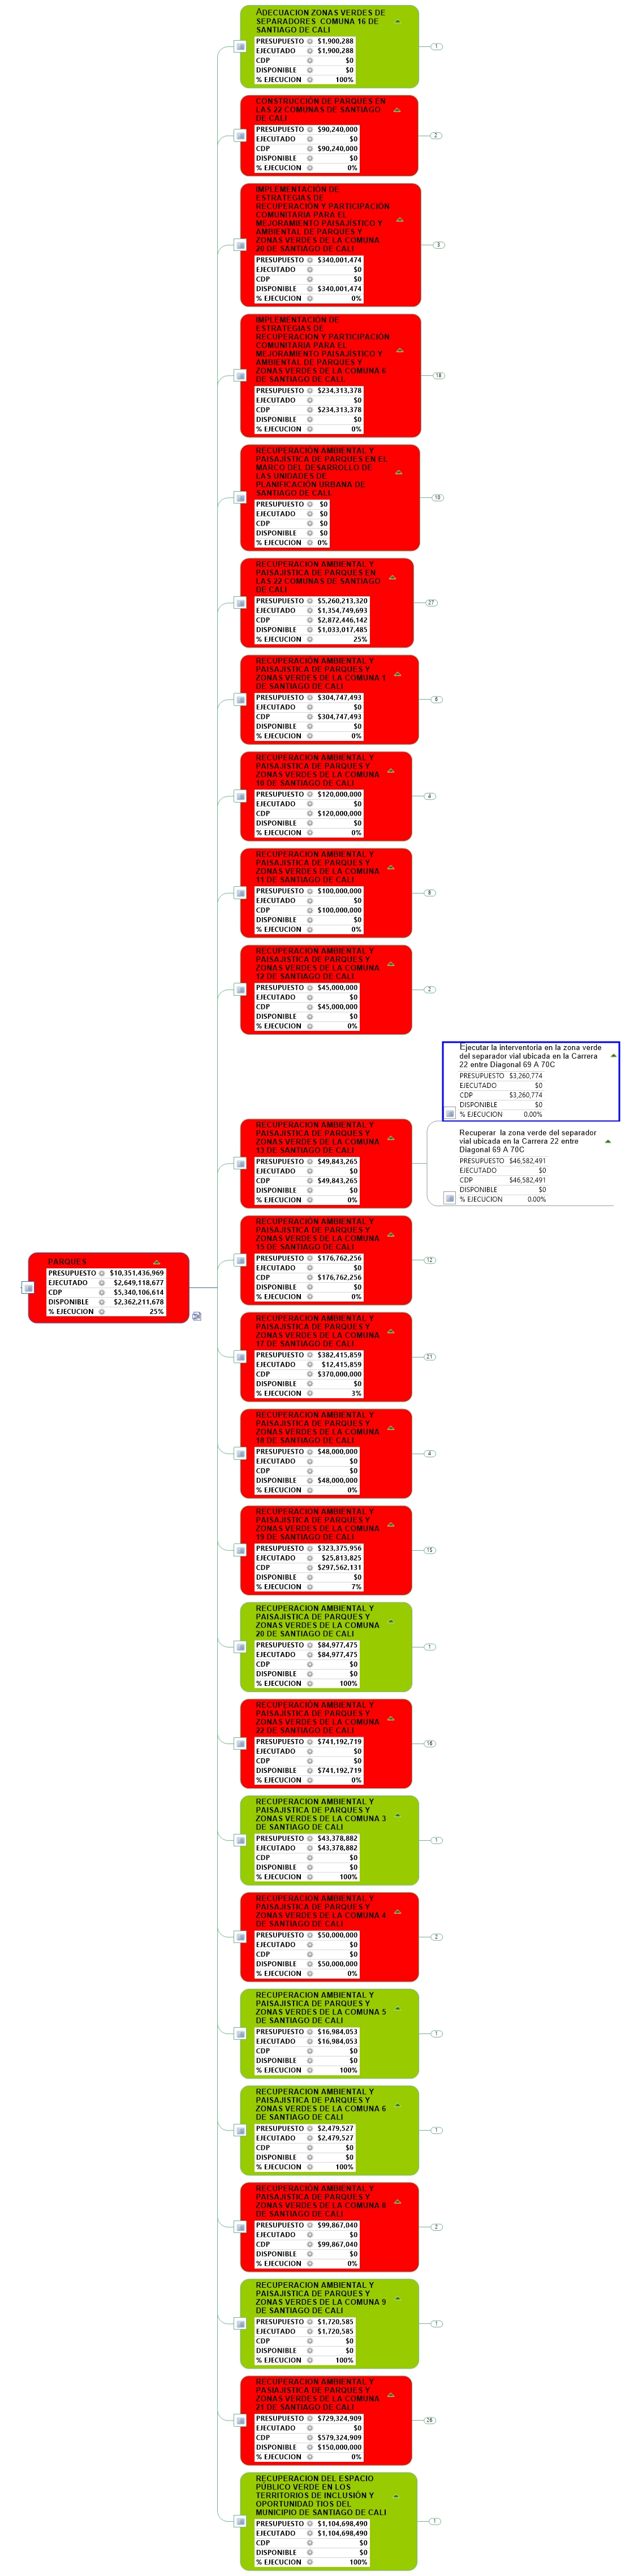 ADECUACION ZONAS VERDES DE
SEPARADORES COMUNA 16 DE
SANTIAGO DE CALI
PRESUPUESTO $1,900,288
EJECUTADO $1,900,288
CDP $0
DISPONIBLE $0
% EJECUCION 100%
1
CONSTRUCCIÓN DE PARQUES EN
LAS 22 COMUNAS DE SANTIAGO
DE CALI
PRESUPUESTO $90,240,000
EJECUTADO $0
CDP $90,240,000
DISPONIBLE $0
% EJECUCION 0%
2
IMPLEMENTACIÓN DE
ESTRATEGIAS DE
RECUPERACIÓN Y PARTICIPACIÓN
COMUNITARIA PARA EL
MEJORAMIENTO PAISAJÍSTICO Y
AMBIENTAL DE PARQUES Y
ZONAS VERDES DE LA COMUNA
20 DE SANTIAGO DE CALI
PRESUPUESTO $340,001,474
EJECUTADO $0
CDP $0
DISPONIBLE $340,001,474
% EJECUCION 0%
3
IMPLEMENTACIÓN DE
ESTRATEGIAS DE
RECUPERACIÓN Y PARTICIPACIÓN
COMUNITARIA PARA EL
MEJORAMIENTO PAISAJÍSTICO Y
AMBIENTAL DE PARQUES Y
ZONAS VERDES DE LA COMUNA 6
DE SANTIAGO DE CALI.
PRESUPUESTO $234,313,378
EJECUTADO $0
CDP $234,313,378
DISPONIBLE $0
% EJECUCION 0%
18
RECUPERACIÓN AMBIENTAL Y
PAISAJÍSTICA DE PARQUES EN EL
MARCO DEL DESARROLLO DE
LAS UNIDADES DE
PLANIFICACIÓN URBANA DE
SANTIAGO DE CALI.
PRESUPUESTO $0
EJECUTADO $0
CDP $0
DISPONIBLE $0
% EJECUCION 0%
10
RECUPERACION AMBIENTAL Y
PAISAJISTICA DE PARQUES EN
LAS 22 COMUNAS DE SANTIAGO
DE CALI
PRESUPUESTO $5,260,213,320
EJECUTADO $1,354,749,693
CDP $2,872,446,142
DISPONIBLE $1,033,017,485
% EJECUCION 25%
27
RECUPERACIÓN AMBIENTAL Y
PAISAJISTICA DE PARQUES Y
ZONAS VERDES DE LA COMUNA 1
DE SANTIAGO DE CALI
PRESUPUESTO $304,747,493
EJECUTADO $0
CDP $304,747,493
DISPONIBLE $0
% EJECUCION 0%
6
RECUPERACION AMBIENTAL Y
PAISAJISTICA DE PARQUES Y
ZONAS VERDES DE LA COMUNA
10 DE SANTIAGO DE CALI
PRESUPUESTO $120,000,000
EJECUTADO $0
CDP $120,000,000
DISPONIBLE $0
% EJECUCION 0%
4
RECUPERACION AMBIENTAL Y
PAISAJISTICA DE PARQUES Y
ZONAS VERDES DE LA COMUNA
11 DE SANTIAGO DE CALI
PRESUPUESTO $100,000,000
EJECUTADO $0
CDP $100,000,000
DISPONIBLE $0
% EJECUCION 0%
8
RECUPERACION AMBIENTAL Y
PAISAJISTICA DE PARQUES Y
ZONAS VERDES DE LA COMUNA
12 DE SANTIAGO DE CALI
PRESUPUESTO $45,000,000
EJECUTADO $0
CDP $45,000,000
DISPONIBLE $0
% EJECUCION 0%
2
Ejecutar la interventoria en la zona verde
del separador vial ubicada en la Carrera
22 entre Diagonal 69 A 70C
PRESUPUESTO $3,260,774
EJECUTADO $0
CDP $3,260,774
DISPONIBLE $0
% EJECUCION 0.00%
Recuperar la zona verde del separador
vial ubicada en la Carrera 22 entre
Diagonal 69 A 70C
PRESUPUESTO $46,582,491
EJECUTADO $0
CDP $46,582,491
DISPONIBLE $0
% EJECUCION 0.00%
RECUPERACION AMBIENTAL Y
PAISAJISTICA DE PARQUES Y
ZONAS VERDES DE LA COMUNA
13 DE SANTIAGO DE CALI
PRESUPUESTO $49,843,265
EJECUTADO $0
CDP $49,843,265
DISPONIBLE $0
% EJECUCION 0%
RECUPERACION AMBIENTAL Y
PAISAJISTICA DE PARQUES Y
ZONAS VERDES DE LA COMUNA
15 DE SANTIAGO DE CALI
PRESUPUESTO $176,762,256
EJECUTADO $0
CDP $176,762,256
DISPONIBLE $0
% EJECUCION 0%
12
PARQUES
PRESUPUESTO $10,351,436,969
EJECUTADO $2,649,118,677
CDP $5,340,106,614
DISPONIBLE $2,362,211,678
% EJECUCION 25%
RECUPERACION AMBIENTAL Y
PAISAJISTICA DE PARQUES Y
ZONAS VERDES DE LA COMUNA
17 DE SANTIAGO DE CALI
PRESUPUESTO $382,415,859
EJECUTADO $12,415,859
CDP $370,000,000
DISPONIBLE $0
% EJECUCION 3%
21
RECUPERACION AMBIENTAL Y
PAISAJISTICA DE PARQUES Y
ZONAS VERDES DE LA COMUNA
18 DE SANTIAGO DE CALI
PRESUPUESTO $48,000,000
EJECUTADO $0
CDP $0
DISPONIBLE $48,000,000
% EJECUCION 0%
4
RECUPERACION AMBIENTAL Y
PAISAJISTICA DE PARQUES Y
ZONAS VERDES DE LA COMUNA
19 DE SANTIAGO DE CALI
PRESUPUESTO $323,375,956
EJECUTADO $25,813,825
CDP $297,562,131
DISPONIBLE $0
% EJECUCION 7%
15
RECUPERACION AMBIENTAL Y
PAISAJISTICA DE PARQUES Y
ZONAS VERDES DE LA COMUNA
20 DE SANTIAGO DE CALI
PRESUPUESTO $84,977,475
EJECUTADO $84,977,475
CDP $0
DISPONIBLE $0
% EJECUCION 100%
1
RECUPERACION AMBIENTAL Y
PAISAJISTICA DE PARQUES Y
ZONAS VERDES DE LA COMUNA
22 DE SANTIAGO DE CALI
PRESUPUESTO $741,192,719
EJECUTADO $0
CDP $0
DISPONIBLE $741,192,719
% EJECUCION 0%
16
RECUPERACION AMBIENTAL Y
PAISAJISTICA DE PARQUES Y
ZONAS VERDES DE LA COMUNA 3
DE SANTIAGO DE CALI
PRESUPUESTO $43,378,882
EJECUTADO $43,378,882
CDP $0
DISPONIBLE $0
% EJECUCION 100%
1
RECUPERACION AMBIENTAL Y
PAISAJISTICA DE PARQUES Y
ZONAS VERDES DE LA COMUNA 4
DE SANTIAGO DE CALI
PRESUPUESTO $50,000,000
EJECUTADO $0
CDP $0
DISPONIBLE $50,000,000
% EJECUCION 0%
2
RECUPERACION AMBIENTAL Y
PAISAJISTICA DE PARQUES Y
ZONAS VERDES DE LA COMUNA 5
DE SANTIAGO DE CALI
PRESUPUESTO $16,984,053
EJECUTADO $16,984,053
CDP $0
DISPONIBLE $0
% EJECUCION 100%
1
RECUPERACION AMBIENTAL Y
PAISAJISTICA DE PARQUES Y
ZONAS VERDES DE LA COMUNA 6
DE SANTIAGO DE CALI
PRESUPUESTO $2,479,527
EJECUTADO $2,479,527
CDP $0
DISPONIBLE $0
% EJECUCION 100%
1
RECUPERACION AMBIENTAL Y
PAISAJISTICA DE PARQUES Y
ZONAS VERDES DE LA COMUNA 8
DE SANTIAGO DE CALI
PRESUPUESTO $99,867,040
EJECUTADO $0
CDP $99,867,040
DISPONIBLE $0
% EJECUCION 0%
2
RECUPERACION AMBIENTAL Y
PAISAJISTICA DE PARQUES Y
ZONAS VERDES DE LA COMUNA 9
DE SANTIAGO DE CALI
PRESUPUESTO $1,720,585
EJECUTADO $1,720,585
CDP $0
DISPONIBLE $0
% EJECUCION 100%
1
RECUPERACION AMBIENTAL Y
PASIAJISTICA DE PARQUES Y
ZONAS VERDES DE LA COMUNA
21 DE SANTIAGO DE CALI
PRESUPUESTO $729,324,909
EJECUTADO $0
CDP $579,324,909
DISPONIBLE $150,000,000
% EJECUCION 0%
26
RECUPERACION DEL ESPACIO
PÚBLICO VERDE EN LOS
TERRITORIOS DE INCLUSIÓN Y
OPORTUNIDAD TIOS DEL
MUNICIPIO DE SANTIAGO DE CALI
PRESUPUESTO $1,104,698,490
EJECUTADO $1,104,698,490
CDP $0
DISPONIBLE $0
% EJECUCION 100%
1